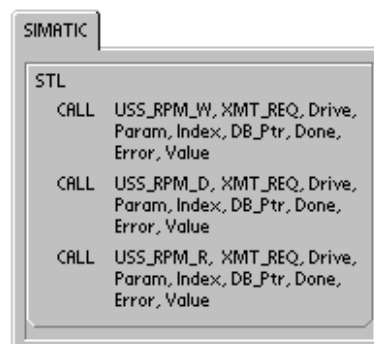 SIMATIC
STL
CALL USS_RPM_W, XMT_REQ, Drive,
Param, Index, DB_Ptr, Done,
Error, Value
CALL USS_RPM_D, XMT_REQ, Drive,
Param, Index, DB_Ptr, Done,
Error, Value
CALL USS_RPM_R, XMT_REQ, Drive,
Param, Index, DB_Ptr, Done,
Error, Value